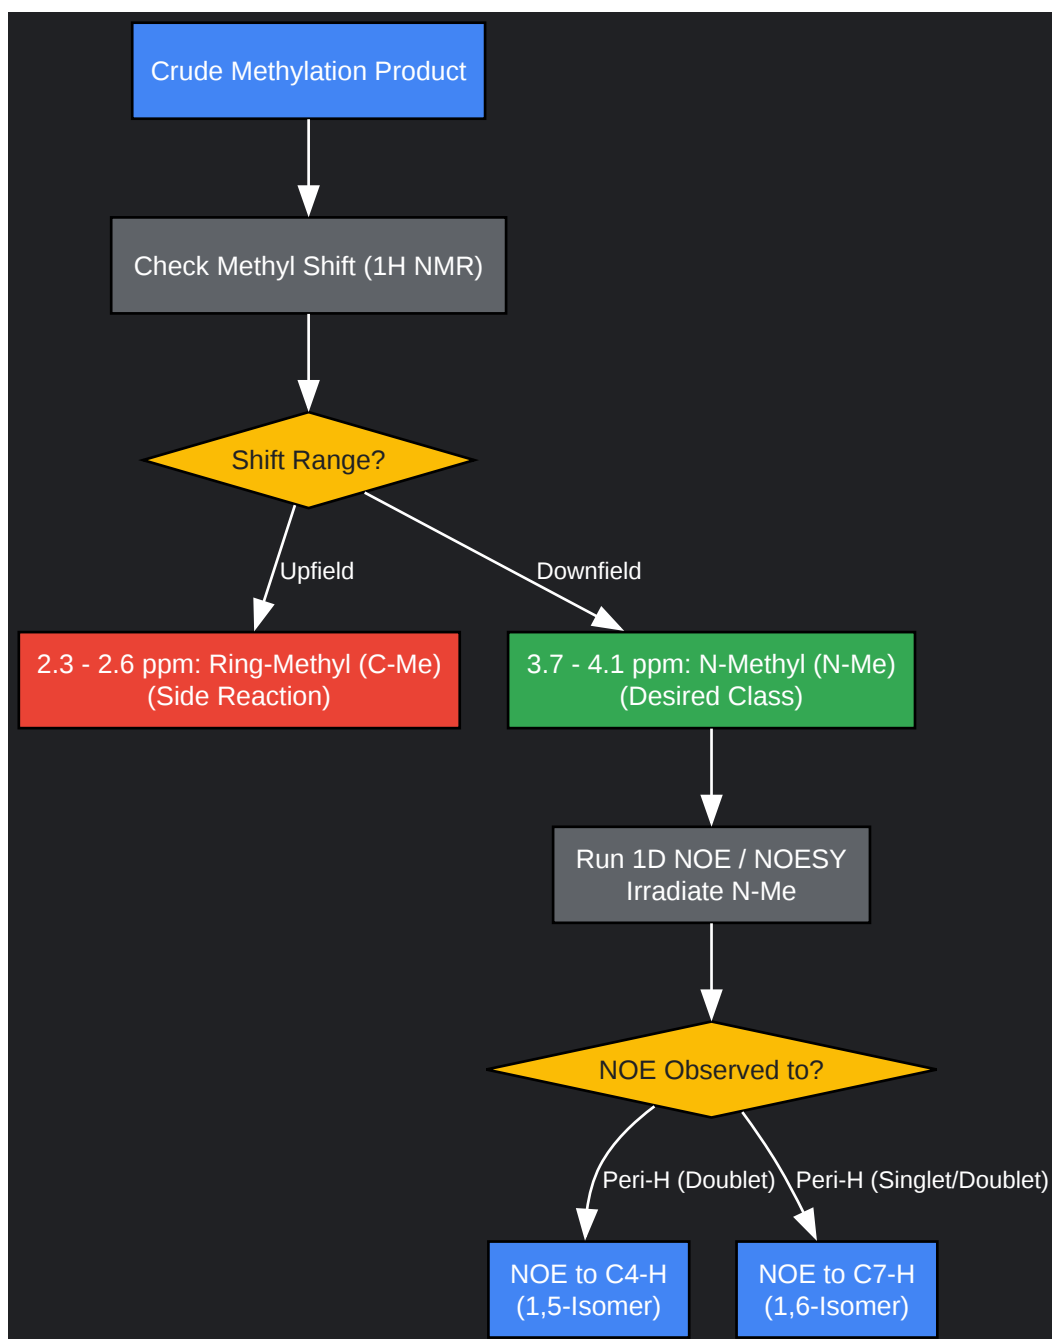 Crude Methylation Product
Check Methyl Shift (1H NMR)
Shift Range?
Upfield
Downfield
2.3 - 2.6 ppm: Ring-Methyl (C-Me)
(Side Reaction)
3.7 - 4.1 ppm: N-Methyl (N-Me)
(Desired Class)
Run 1D NOE / NOESY
Irradiate N-Me
NOE Observed to?
Peri-H (Doublet)
Peri-H (Singlet/Doublet)
NOE to C4-H
(1,5-Isomer)
NOE to C7-H
(1,6-Isomer)